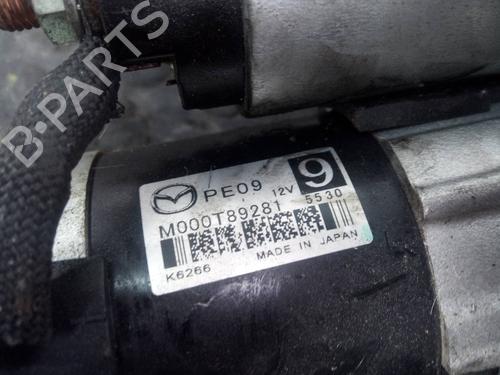 B-PARTS
PE09 12V 9
M000T89281 5530
K6266 MADE IN JAPAN